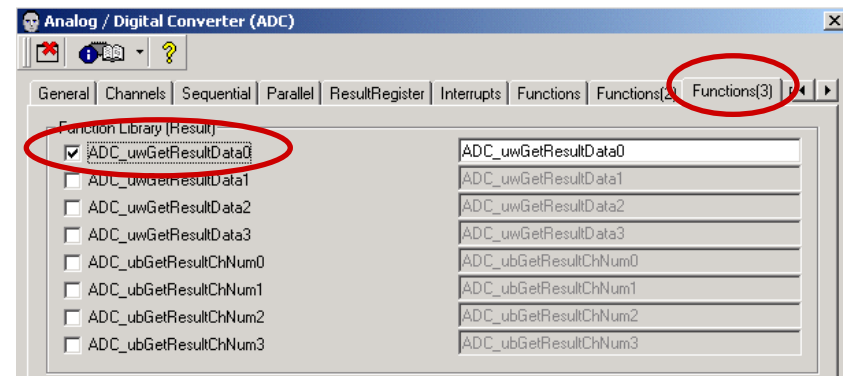 Analog / Digital Converter (ADC)
General Channels Sequential Parallel ResultRegister Interrupts Functions Functions(2) Functions(3)
Function Library (Result)
ADC_uwGetResultData0 ADC_uwGetResultData0
ADC_uwGetResultData1 ADC_uwGetResultData1
ADC_uwGetResultData2 ADC_uwGetResultData2
ADC_uwGetResultData3 ADC_uwGetResultData3
ADC_ubGetResultChNum0 ADC_ubGetResultChNum0
ADC_ubGetResultChNum1 ADC_ubGetResultChNum1
ADC_ubGetResultChNum2 ADC_ubGetResultChNum2
ADC_ubGetResultChNum3 ADC_ubGetResultChNum3